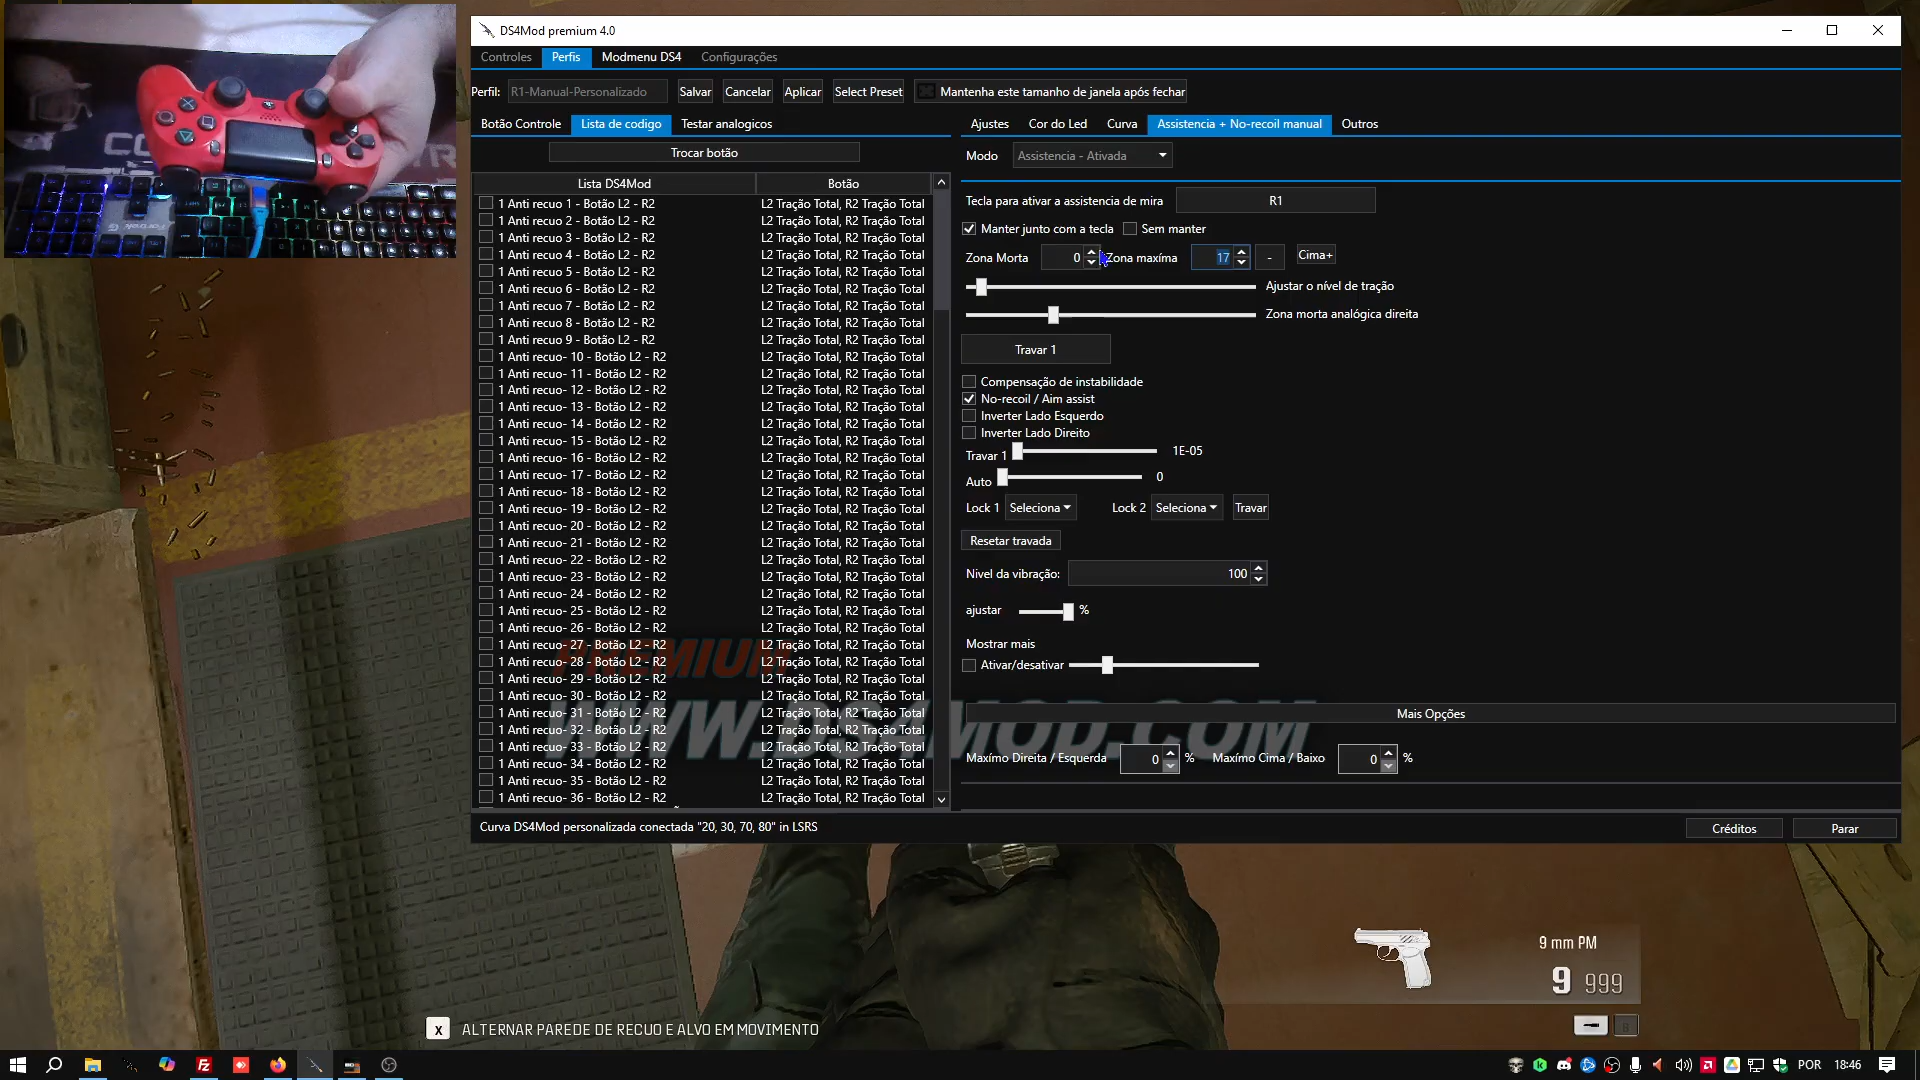 DS4Mod premium 4.0
Controles Perfis Modmenu DS4 Configurações
Perfil: R1-Manual-Personalizado Salvar Cancelar Aplicar Select Preset Mantenha este tamanho de janela após fechar
Botão Controle Lista de codigo Testar analogicos
Trocar botão
Lista DS4Mod Botão
1 Anti recuo 1 - Botão L2 - R2 L2 Tração Total, R2 Tração Total
1 Anti recuo 2 - Botão L2 - R2 L2 Tração Total, R2 Tração Total
1 Anti recuo 3 - Botão L2 - R2 L2 Tração Total, R2 Tração Total
1 Anti recuo 4 - Botão L2 - R2 L2 Tração Total, R2 Tração Total
1 Anti recuo 5 - Botão L2 - R2 L2 Tração Total, R2 Tração Total
1 Anti recuo 6 - Botão L2 - R2 L2 Tração Total, R2 Tração Total
1 Anti recuo 7 - Botão L2 - R2 L2 Tração Total, R2 Tração Total
1 Anti recuo 8 - Botão L2 - R2 L2 Tração Total, R2 Tração Total
1 Anti recuo 9 - Botão L2 - R2 L2 Tração Total, R2 Tração Total
1 Anti recuo- 10 - Botão L2 - R2 L2 Tração Total, R2 Tração Total
1 Anti recuo- 11 - Botão L2 - R2 L2 Tração Total, R2 Tração Total
1 Anti recuo- 12 - Botão L2 - R2 L2 Tração Total, R2 Tração Total
1 Anti recuo- 13 - Botão L2 - R2 L2 Tração Total, R2 Tração Total
1 Anti recuo- 14 - Botão L2 - R2 L2 Tração Total, R2 Tração Total
1 Anti recuo- 15 - Botão L2 - R2 L2 Tração Total, R2 Tração Total
1 Anti recuo- 16 - Botão L2 - R2 L2 Tração Total, R2 Tração Total
1 Anti recuo- 17 - Botão L2 - R2 L2 Tração Total, R2 Tração Total
1 Anti recuo- 18 - Botão L2 - R2 L2 Tração Total, R2 Tração Total
1 Anti recuo- 19 - Botão L2 - R2 L2 Tração Total, R2 Tração Total
1 Anti recuo- 20 - Botão L2 - R2 L2 Tração Total, R2 Tração Total
1 Anti recuo- 21 - Botão L2 - R2 L2 Tração Total, R2 Tração Total
1 Anti recuo- 22 - Botão L2 - R2 L2 Tração Total, R2 Tração Total
1 Anti recuo- 23 - Botão L2 - R2 L2 Tração Total, R2 Tração Total
1 Anti recuo- 24 - Botão L2 - R2 L2 Tração Total, R2 Tração Total
1 Anti recuo- 25 - Botão L2 - R2 L2 Tração Total, R2 Tração Total
1 Anti recuo- 26 - Botão L2 - R2 L2 Tração Total, R2 Tração Total
1 Anti recuo- 27 - Botão L2 - R2 L2 Tração Total, R2 Tração Total
1 Anti recuo- 28 - Botão L2 - R2 L2 Tração Total, R2 Tração Total
1 Anti recuo- 29 - Botão L2 - R2 L2 Tração Total, R2 Tração Total
1 Anti recuo- 30 - Botão L2 - R2 L2 Tração Total, R2 Tração Total
1 Anti recuo- 31 - Botão L2 - R2 L2 Tração Total, R2 Tração Total
1 Anti recuo- 32 - Botão L2 - R2 L2 Tração Total, R2 Tração Total
1 Anti recuo- 33 - Botão L2 - R2 L2 Tração Total, R2 Tração Total
1 Anti recuo- 34 - Botão L2 - R2 L2 Tração Total, R2 Tração Total
1 Anti recuo- 35 - Botão L2 - R2 L2 Tração Total, R2 Tração Total
1 Anti recuo- 36 - Botão L2 - R2 L2 Tração Total, R2 Tração Total
PREMIUM
WWW.DS4MOD.COM
Ajustes Cor do Led Curva Assistencia + No-recoil manual Outros
Modo Assistencia - Ativada
Tecla para ativar a assistencia de mira R1
Manter junto com a tecla Sem manter
Zona Morta 0 Zona maxíma 17 - Cima+
Ajustar o nível de tração
Zona morta analógica direita
Travar 1
Compensação de instabilidade
No-recoil / Aim assist
Inverter Lado Esquerdo
Inverter Lado Direito
Travar 1 1E-05
Auto 0
Lock 1 Seleciona Lock 2 Seleciona Travar
Resetar travada
Nivel da vibração: 100
ajustar %
Mostrar mais
Ativar/desativar
Mais Opções
Maxímo Direita / Esquerda 0 % Maxímo Cima / Baixo 0 %
Curva DS4Mod personalizada conectada "20, 30, 70, 80" in LSRS
Créditos Parar
9 mm PM
9 999
X ALTERNAR PAREDE DE RECUO E ALVO EM MOVIMENTO
POR 18:46